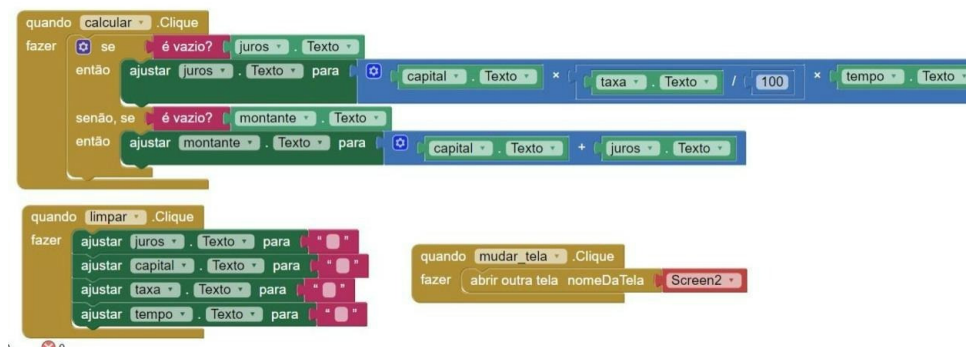 quando calcular .Clique
fazer se é vazio? juros . Texto
então ajustar juros . Texto para capital . Texto × taxa . Texto / 100 × tempo . Texto
senão, se é vazio? montante . Texto
então ajustar montante . Texto para capital . Texto + juros . Texto
quando limpar .Clique
fazer ajustar juros . Texto para " "
ajustar capital . Texto para " "
ajustar taxa . Texto para " "
ajustar tempo . Texto para " "
quando mudar_tela .Clique
fazer abrir outra tela nomeDaTela Screen2